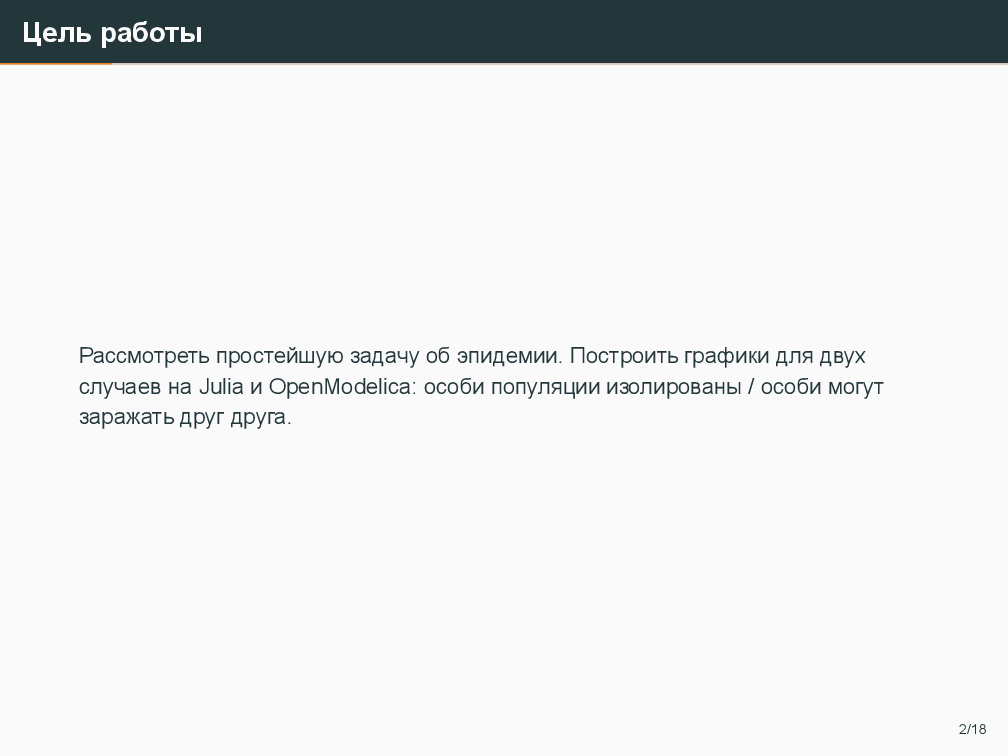 Цель работы
Рассмотреть простейшую задачу об эпидемии. Построить графики для двух
случаев на Julia и OpenModelica: особи популяции изолированы / особи могут
заражать друг друга.
2/18